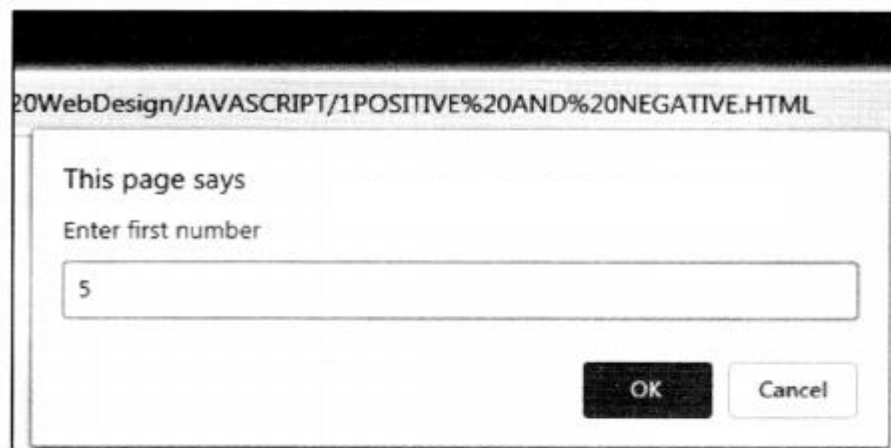 20WebDesign/JAVASCRIPT/1POSITIVE%20AND%20NEGATIVE.HTML
This page says
Enter first number
5
OK Cancel